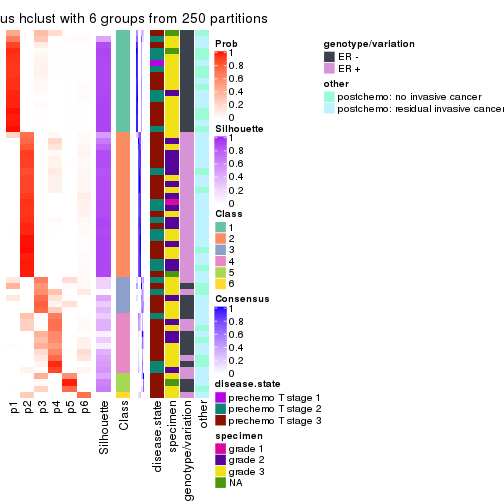 us hclust with 6 groups from 250 partitions
Prob
1
0.8
0.6
0.4
0.2
0
Silhouette
1
0.8
0.6
0.4
0.2
0
Class
1
2
3
4
5
6
Consensus
1
0.8
0.6
0.4
0.2
0
disease.state
prechemo T stage 1
prechemo T stage 2
prechemo T stage 3
specimen
grade 1
grade 2
grade 3
NA
genotype/variation
ER -
ER +
other
postchemo: no invasive cancer
postchemo: residual invasive cancer
p1
p2
p3
p4
p5
p6
Silhouette
Class
disease.state
specimen
genotype/variation
other